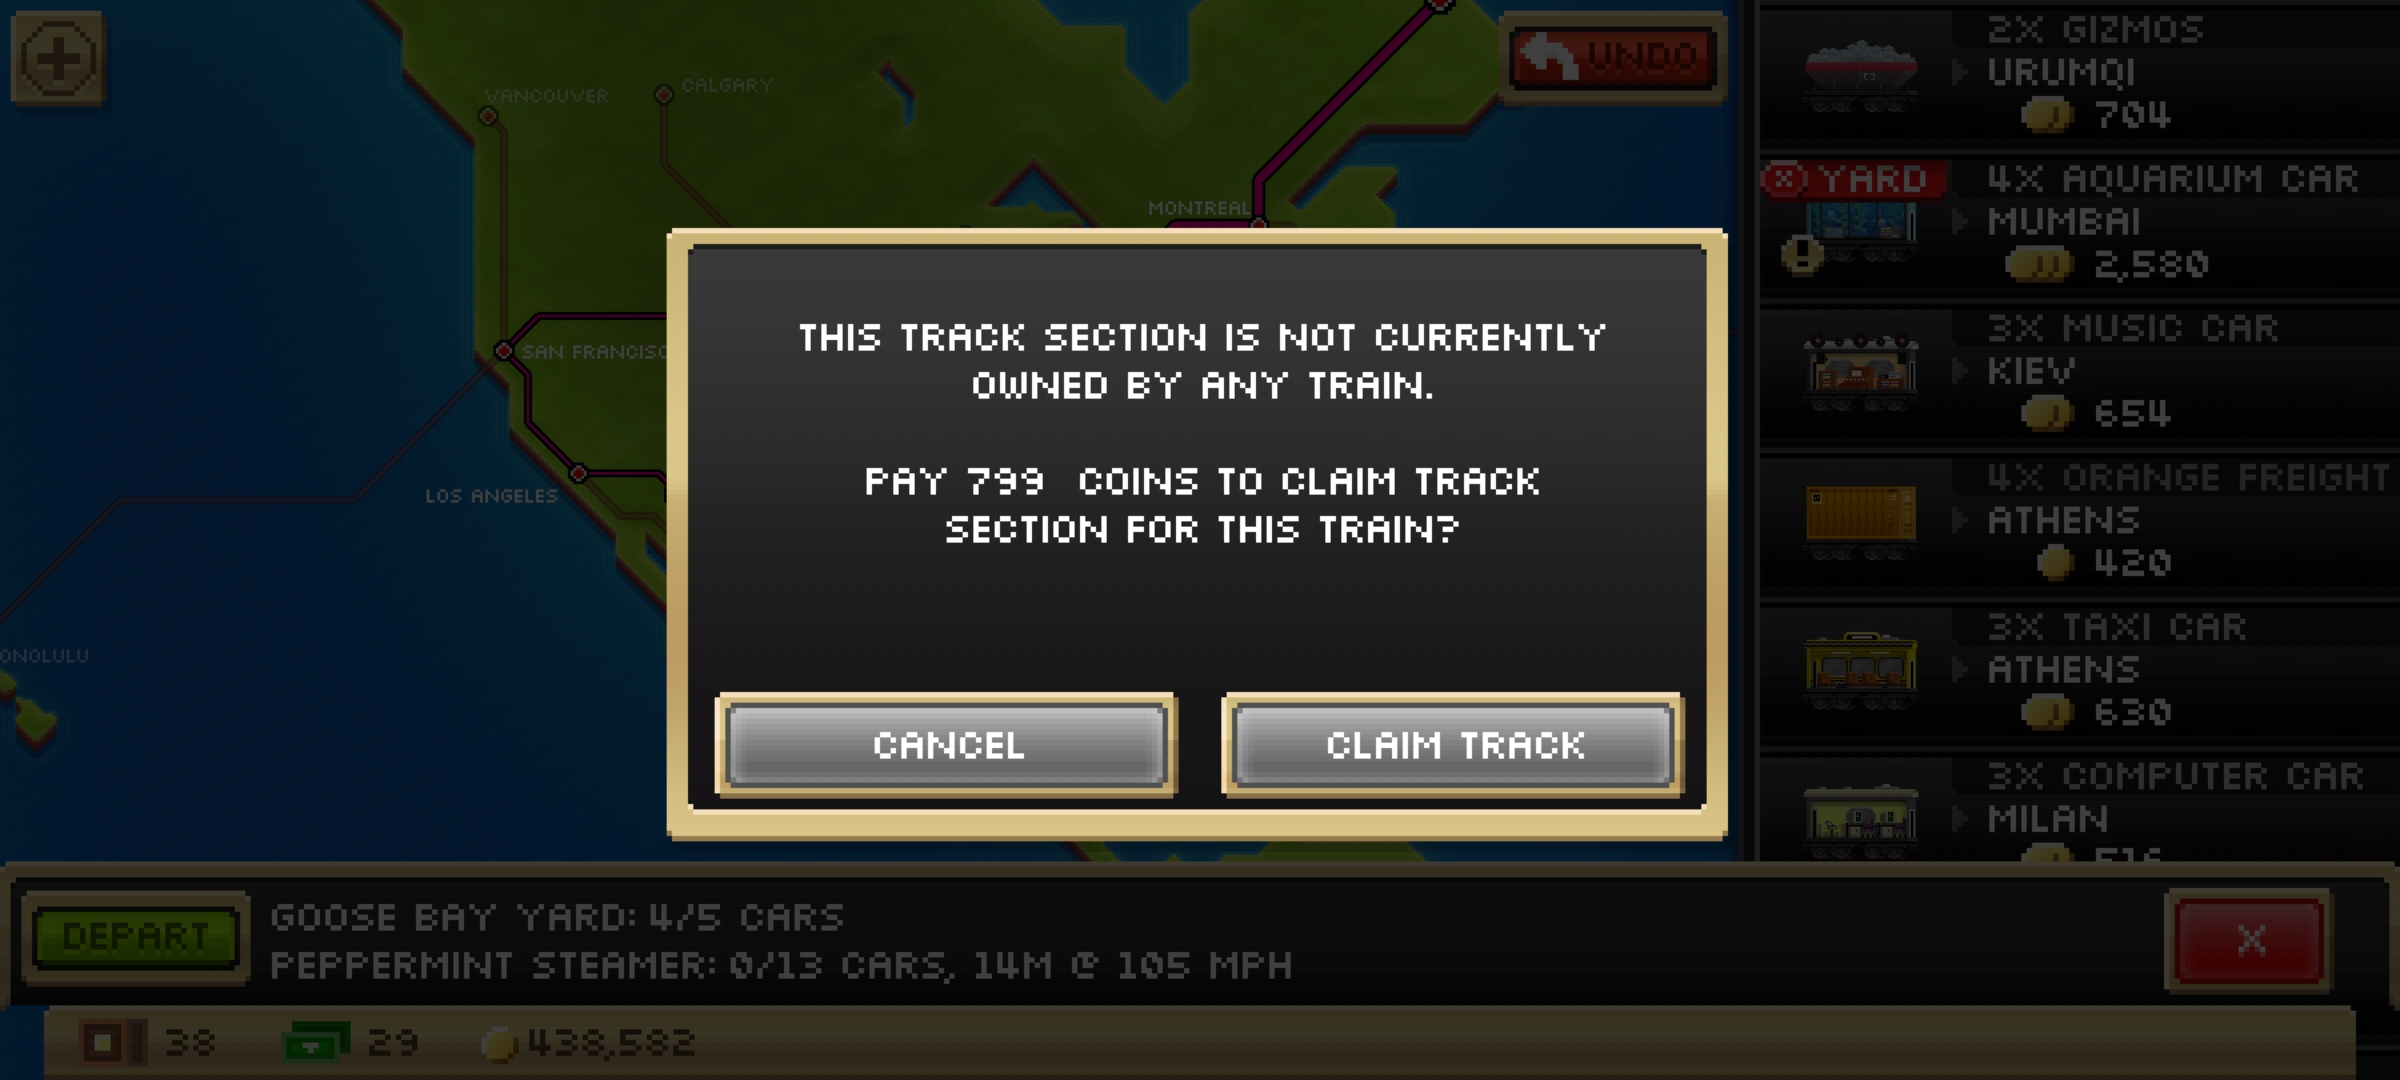 VANCOUVER
CALGARY
MONTREAL
SAN FRANCISC
LOS ANGELES
ONOLULU
UNDO
2X GIZMOS
URUMQI
704
YARD
4X AQUARIUM CAR
MUMBAI
2,580
3X MUSIC CAR
KIEV
654
4X ORANGE FREIGHT
ATHENS
420
3X TAXI CAR
ATHENS
630
3X COMPUTER CAR
MILAN
516
THIS TRACK SECTION IS NOT CURRENTLY
OWNED BY ANY TRAIN.
PAY 799 COINS TO CLAIM TRACK
SECTION FOR THIS TRAIN?
CANCEL
CLAIM TRACK
DEPART
GOOSE BAY YARD: 4/5 CARS
PEPPERMINT STEAMER: 0/13 CARS, 14M @ 105 MPH
X
38
29
438,582